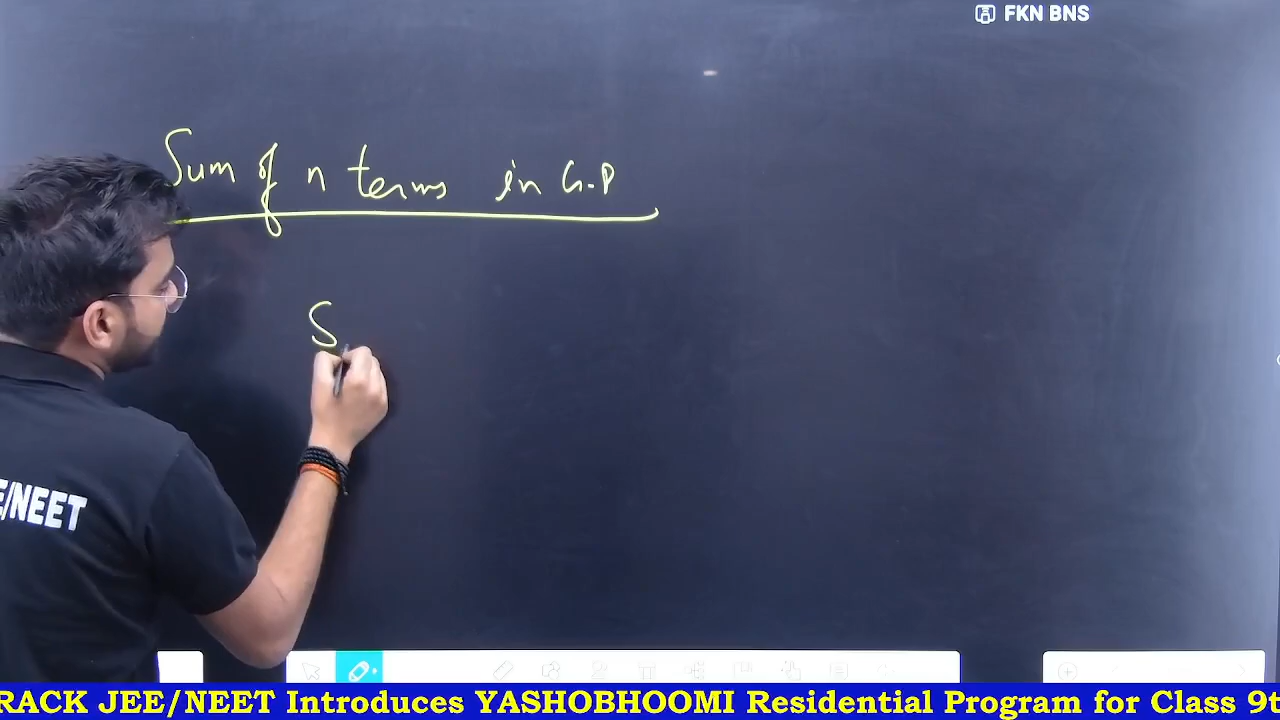 FKN BNS
Sum of n terms in G.P
S
E/NEET
RACK JEE/NEET Introduces YASHOBHOOMI Residential Program for Class 9t